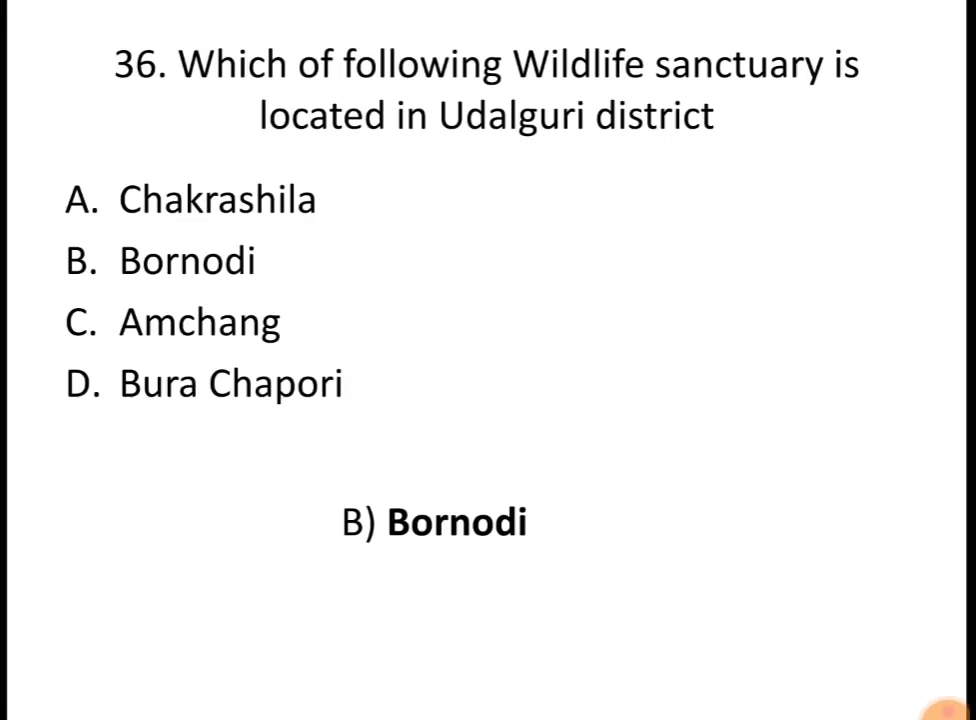 36. Which of following Wildlife sanctuary is
located in Udalguri district
A. Chakrashila
B. Bornodi
C. Amchang
D. Bura Chapori
B) Bornodi